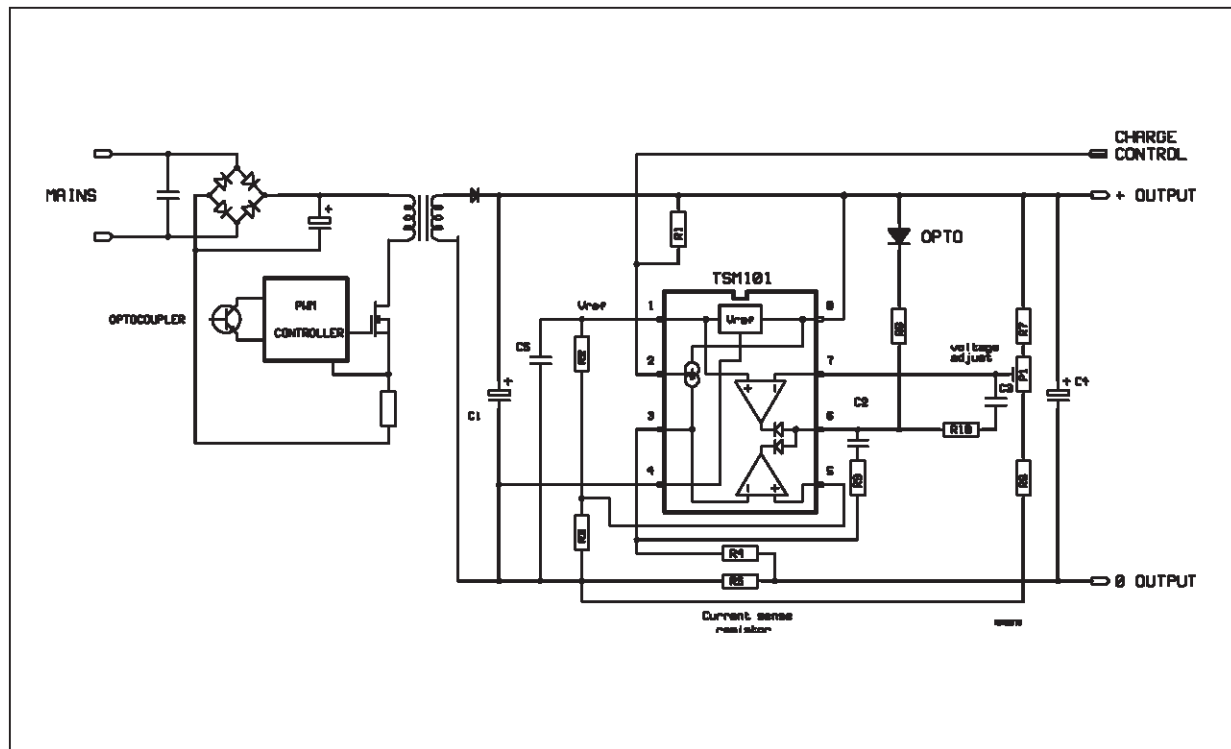 CHARGE
CONTROL
MAINS
+
+ OUTPUT
R1
OPTO
TSM101
OPTOCOUPLER
PWM
CONTROLLER
Vref
1
Vref
8
C5
R2
2
7
R6
voltage
adjust
R7
P1
+
C1
+ -
C3
+ C4
3
6
C2
R10
4
5
R9
R8
- +
R3
R4
R5
0 OUTPUT
Current sense
resistor